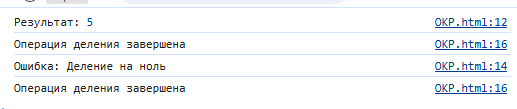 Результат: 5 OKP.html:12
Операция деления завершена OKP.html:16
Ошибка: Деление на ноль OKP.html:14
Операция деления завершена OKP.html:16